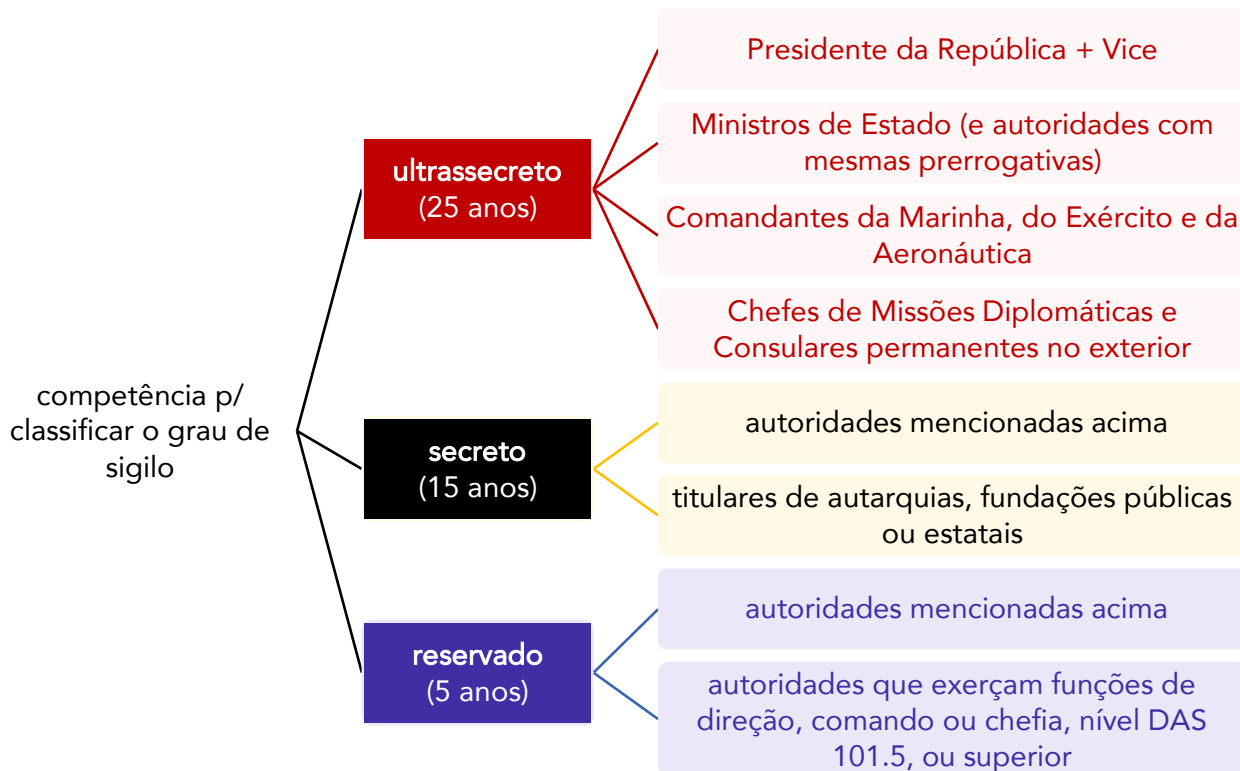 competência p/
classificar o grau de
sigilo
ultrassecreto
(25 anos)
Presidente da República + Vice
Ministros de Estado (e autoridades com
mesmas prerrogativas)
Comandantes da Marinha, do Exército e da
Aeronáutica
Chefes de Missões Diplomáticas e
Consulares permanentes no exterior
secreto
(15 anos)
autoridades mencionadas acima
titulares de autarquias, fundações públicas
ou estatais
reservado
(5 anos)
autoridades mencionadas acima
autoridades que exerçam funções de
direção, comando ou chefia, nível DAS
101.5, ou superior